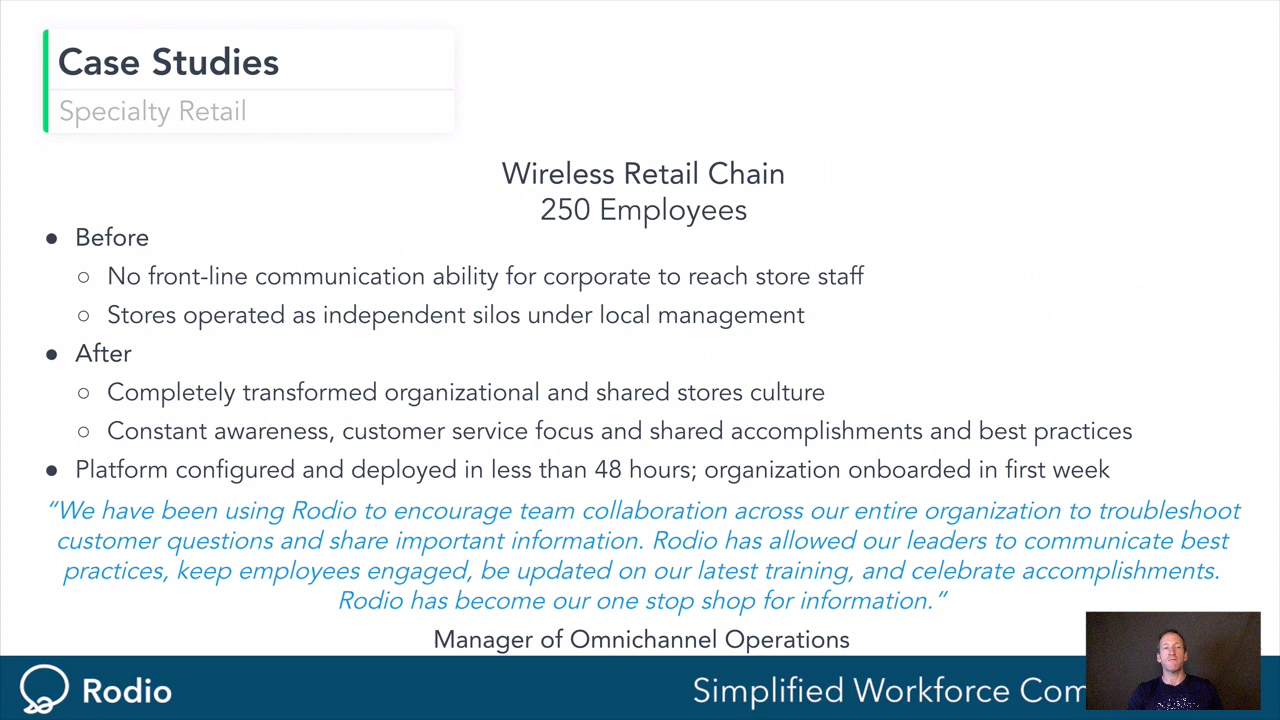 Case Studies
Specialty Retail
Wireless Retail Chain
250 Employees
● Before
○ No front-line communication ability for corporate to reach store staff
○ Stores operated as independent silos under local management
● After
○ Completely transformed organizational and shared stores culture
○ Constant awareness, customer service focus and shared accomplishments and best practices
● Platform configured and deployed in less than 48 hours; organization onboarded in first week
“We have been using Rodio to encourage team collaboration across our entire organization to troubleshoot
customer questions and share important information. Rodio has allowed our leaders to communicate best
practices, keep employees engaged, be updated on our latest training, and celebrate accomplishments.
Rodio has become our one stop shop for information.”
Manager of Omnichannel Operations
Rodio
Simplified Workforce Com